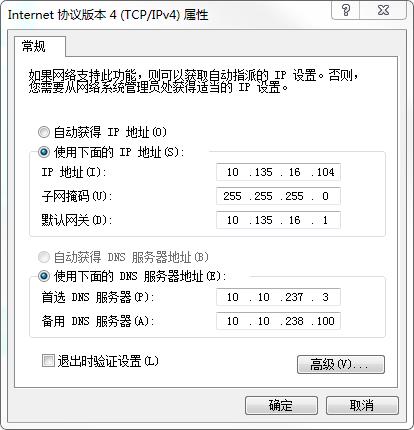 Internet 协议版本 4 (TCP/IPv4) 属性
常规
如果网络支持此功能，则可以获取自动指派的 IP 设置。否则，
您需要从网络系统管理员处获得适当的 IP 设置。
自动获得 IP 地址(O)
使用下面的 IP 地址(S):
IP 地址(I): 10 .135 . 16 .104
子网掩码(U): 255 .255 .255 . 0
默认网关(D): 10 .135 . 16 . 1
自动获得 DNS 服务器地址(B)
使用下面的 DNS 服务器地址(E):
首选 DNS 服务器(P): 10 . 10 .237 . 3
备用 DNS 服务器(A): 10 . 10 .238 .100
退出时验证设置(L)
高级(V)...
确定 取消